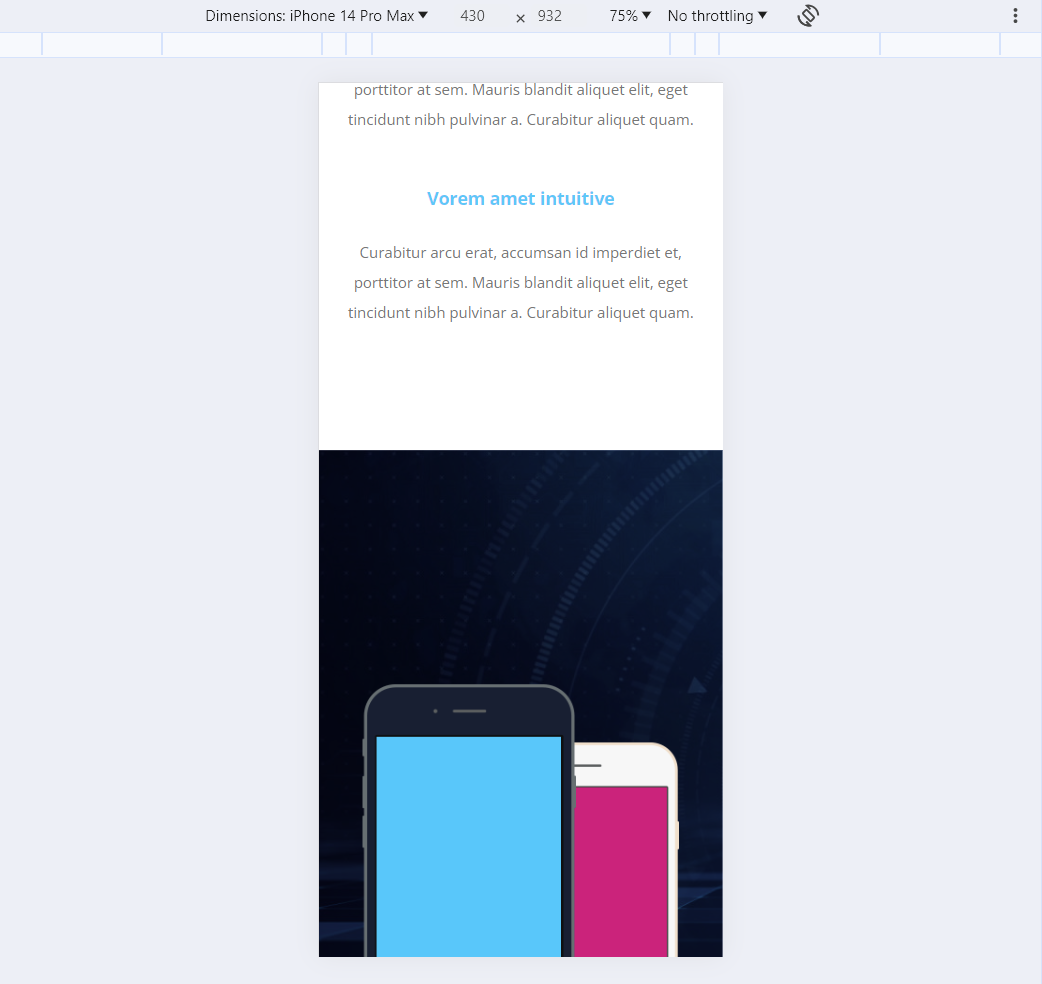 Dimensions: iPhone 14 Pro Max 430 × 932 75% No throttling
porttitor at sem. Mauris blandit aliquet elit, eget
tincidunt nibh pulvinar a. Curabitur aliquet quam.
Vorem amet intuitive
Curabitur arcu erat, accumsan id imperdiet et,
porttitor at sem. Mauris blandit aliquet elit, eget
tincidunt nibh pulvinar a. Curabitur aliquet quam.